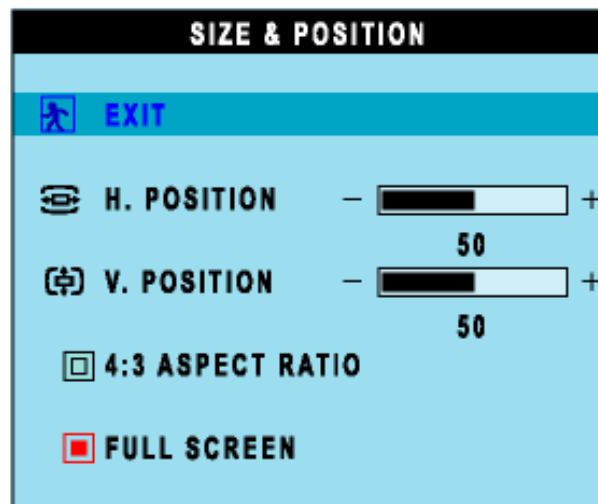 SIZE & POSITION
EXIT
H. POSITION - +
50
V. POSITION - +
50
4:3 ASPECT RATIO
FULL SCREEN